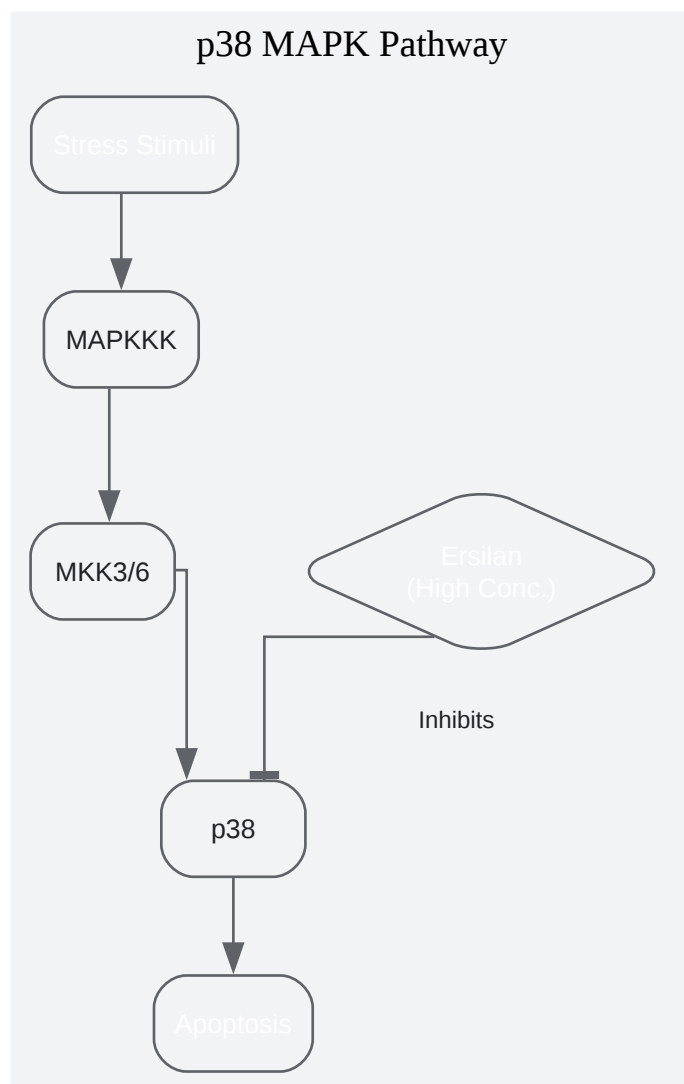 p38 MAPK Pathway
Stress Stimuli
MAPKKK
MKK3/6
Ersilan
(High Conc.)
Inhibits
p38
Apoptosis